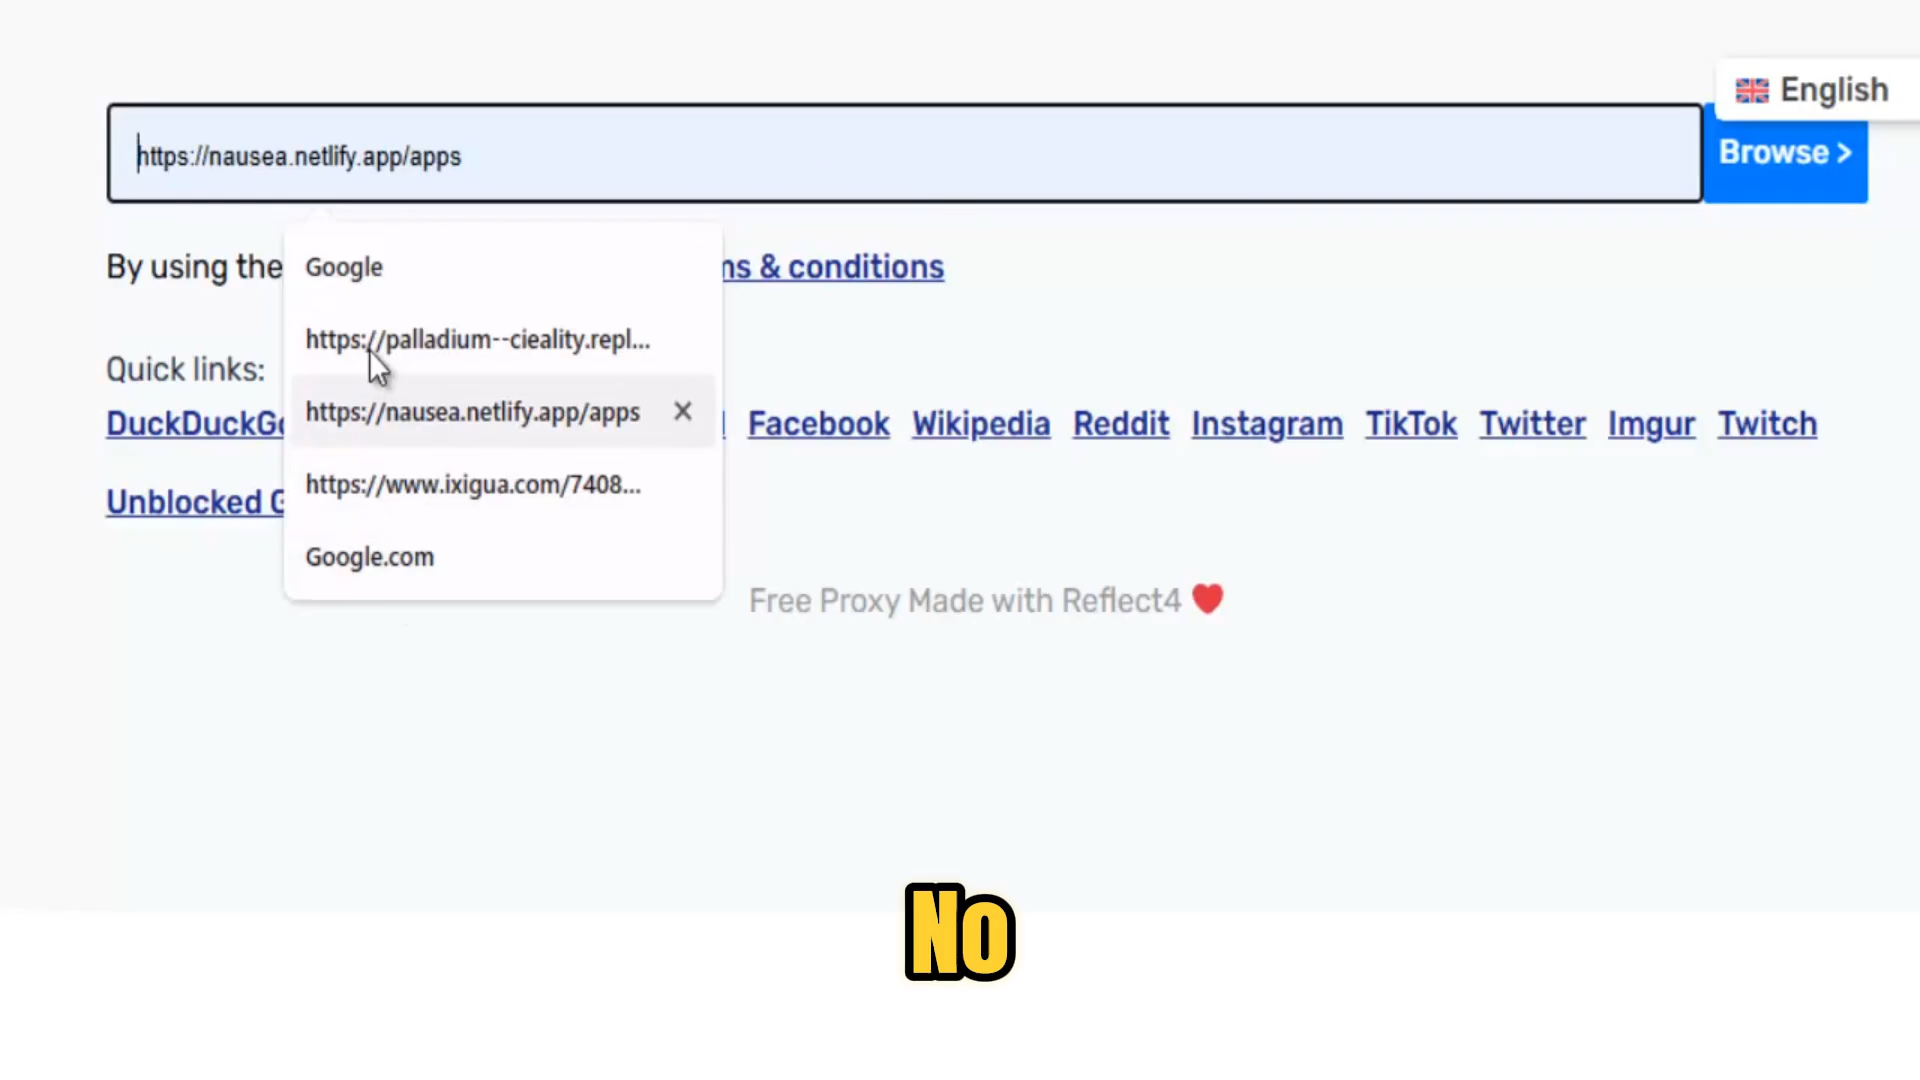 English
https://nausea.netlify.app/apps
Browse >
By using the
ns & conditions
Google
https://palladium--cieality.repl...
https://nausea.netlify.app/apps
https://www.ixigua.com/7408...
Google.com
Quick links:
DuckDuckGo Facebook Wikipedia Reddit Instagram TikTok Twitter Imgur Twitch
Unblocked G
Free Proxy Made with Reflect4
No